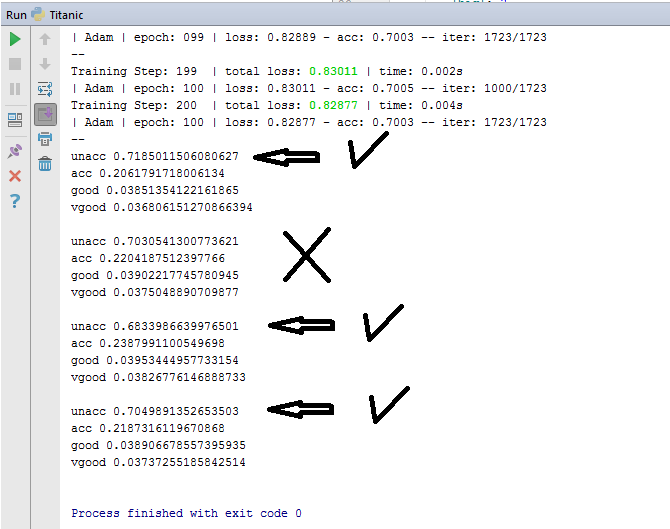 Run Titanic
| Adam | epoch: 099 | loss: 0.82889 - acc: 0.7003 -- iter: 1723/1723
--
Training Step: 199 | total loss: 0.83011 | time: 0.002s
| Adam | epoch: 100 | loss: 0.83011 - acc: 0.7005 -- iter: 1000/1723
Training Step: 200 | total loss: 0.82877 | time: 0.004s
| Adam | epoch: 100 | loss: 0.82877 - acc: 0.7003 -- iter: 1723/1723
--
unacc 0.7185011506080627
acc 0.2061791718006134
good 0.03851354122161865
vgood 0.036806151270866394
unacc 0.7030541300773621
acc 0.2204187512397766
good 0.03902217745780945
vgood 0.0375048890709877
unacc 0.6833986639976501
acc 0.2387991100549698
good 0.03953444957733154
vgood 0.03826776146888733
unacc 0.7049891352653503
acc 0.2187316119670868
good 0.038906678557395935
vgood 0.03737255185842514
Process finished with exit code 0